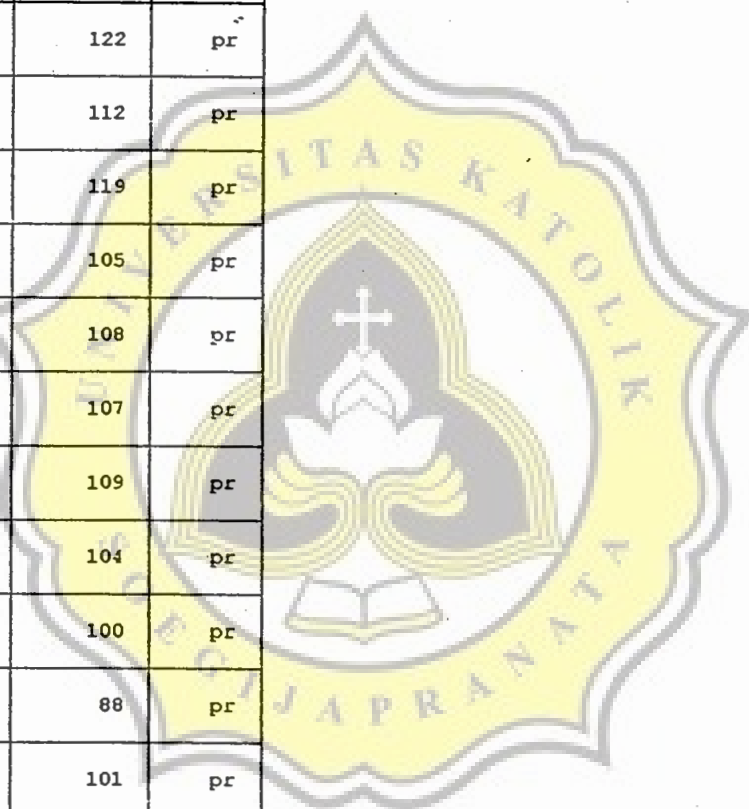 122 pr
112 pr
119 pr
105 pr
108 pr
107 pr
109 pr
104 pr
100 pr
88 pr
101 pr
UNIVERSITAS KATOLIK
SOEGIJAPRANATA